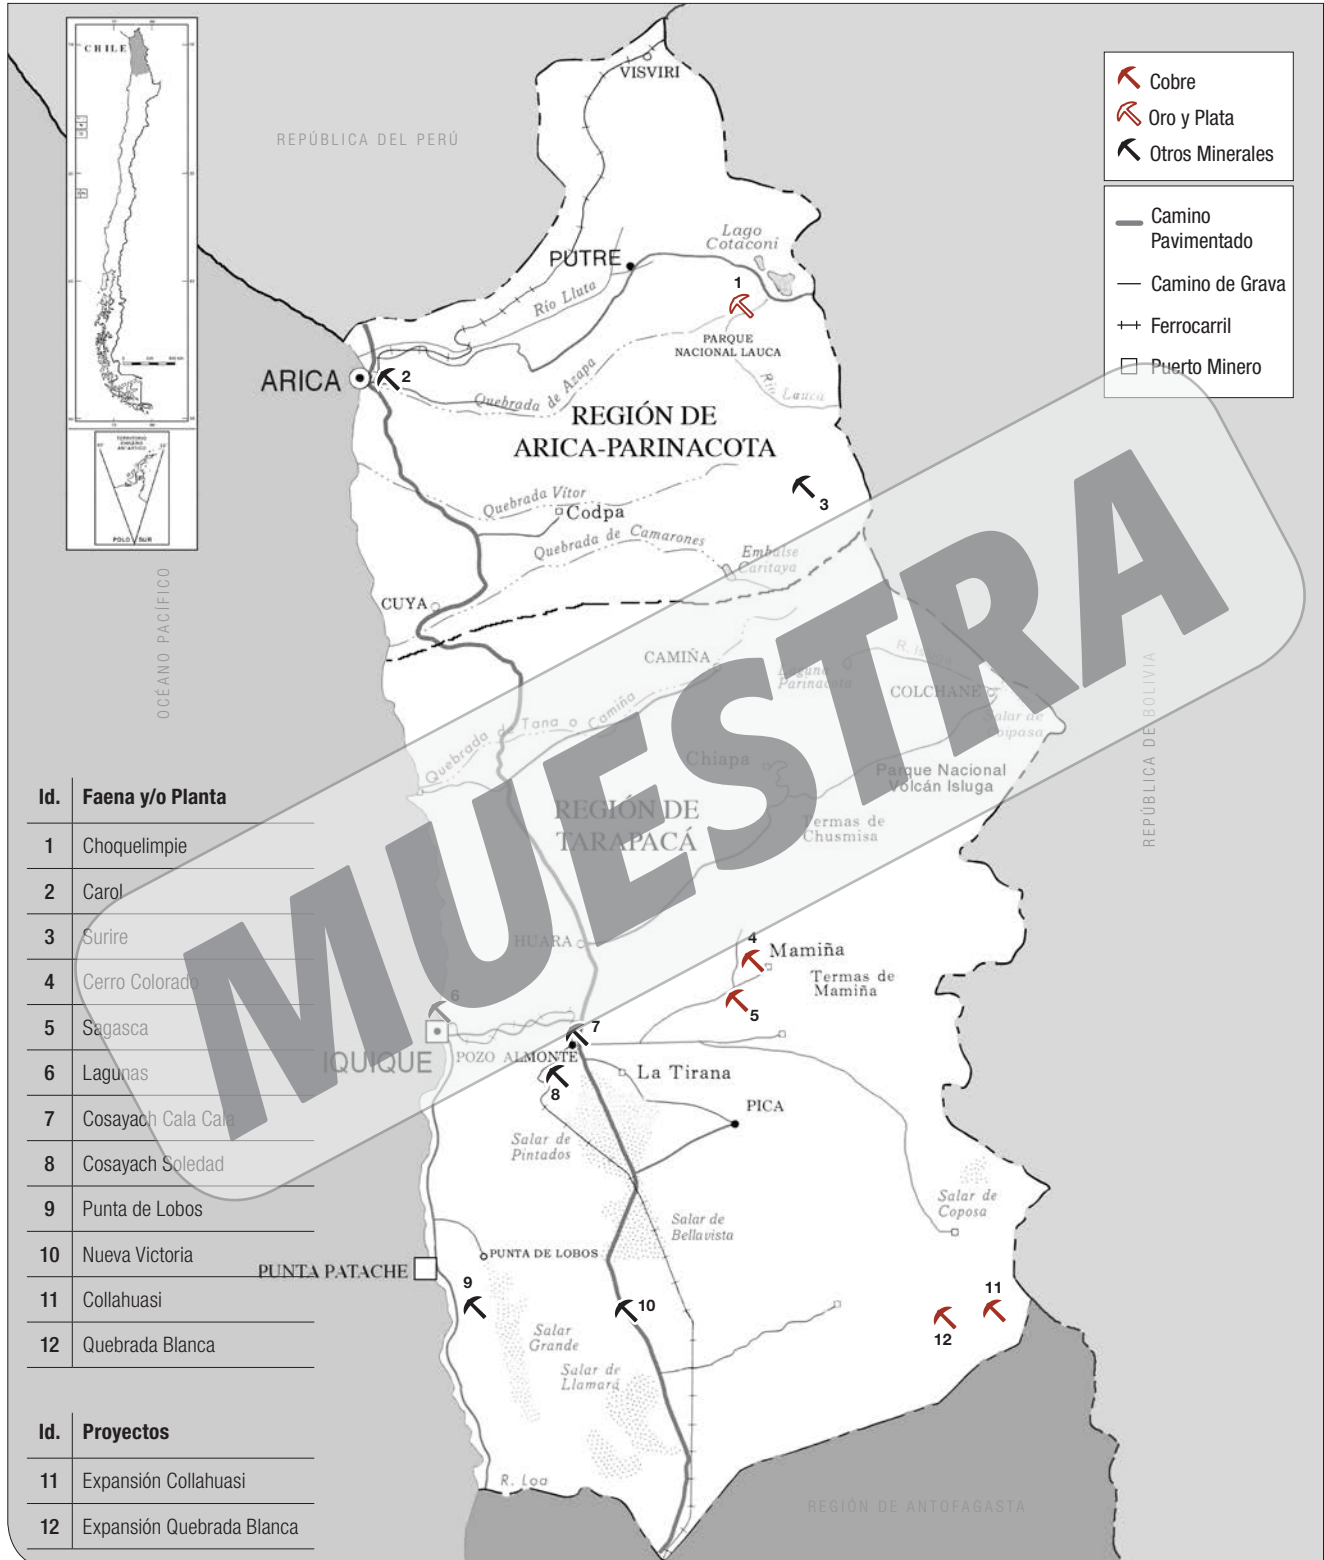 CHILE
TERRITORIO
CHILENO
ANTARTICO
POLO SUR
VISVIRI
REPÚBLICA DEL PERÚ
Cobre
Oro y Plata
Otros Minerales
Camino
Pavimentado
Camino de Grava
Ferrocarril
Puerto Minero
PUTRE
Lago
Cotaconi
Río Lluta
1
PARQUE
NACIONAL LAUCA
ARICA
2
Quebrada de Azapa
Río Lauca
REGIÓN DE
ARICA-PARINACOTA
Quebrada Vítor
Codpa
3
Quebrada de Camarones
Embalse
Caritaya
OCÉANO PACÍFICO
CUYA
CAMIÑA
Laguna
Parinacota
R. Isluga
COLCHANE
Salar de
Coipasa
REPÚBLICA DE BOLIVIA
Quebrada de Tana o Camiña
Chiapa
Parque Nacional
Volcán Isluga
REGIÓN DE
TARAPACÁ
Termas de
Chusmisa
MUESTRA
HUARA
4
Mamiña
Termas de
Mamiña
5
6
IQUIQUE
POZO ALMONTE
7
8
La Tirana
PICA
Salar de
Pintados
Salar de
Bellavista
Salar de
Coposa
PUNTA DE LOBOS
PUNTA PATACHE
9
10
11
12
Salar
Grande
Salar de
Llamará
R. Loa
REGIÓN DE ANTOFAGASTA
Id. Faena y/o Planta
1 Choquelimpie
2 Carol
3 Surire
4 Cerro Colorado
5 Sagasca
6 Lagunas
7 Cosayach Cala Cala
8 Cosayach Soledad
9 Punta de Lobos
10 Nueva Victoria
11 Collahuasi
12 Quebrada Blanca
Id. Proyectos
11 Expansión Collahuasi
12 Expansión Quebrada Blanca